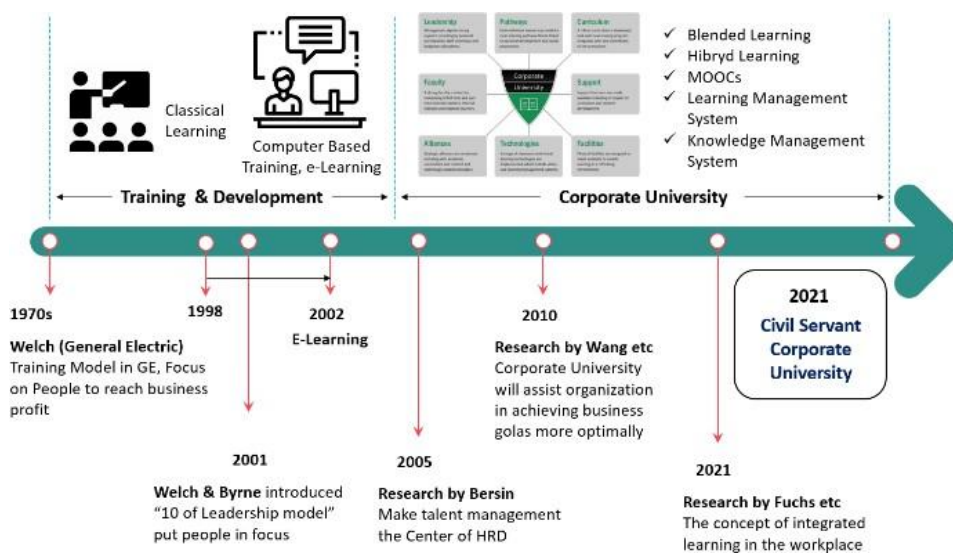 Classical
Learning
Computer Based
Training, e-Learning
Leadership
Pathways
Curriculum
Faculty
Corporate
University
Support
Alliances
Technologies
Facilities
✓ Blended Learning
✓ Hibryd Learning
✓ MOOCs
✓ Learning Management
System
✓ Knowledge Management
System
Training & Development
Corporate University
1970s
Welch (General Electric)
Training Model in GE, Focus
on People to reach business
profit
1998
2002
E-Learning
2010
Research by Wang etc
Corporate University
will assist organization
in achieving business
golas more optimally
2021
Civil Servant
Corporate
University
2001
Welch & Byrne introduced
“10 of Leadership model”
put people in focus
2005
Research by Bersin
Make talent management
the Center of HRD
2021
Research by Fuchs etc
The concept of integrated
learning in the workplace